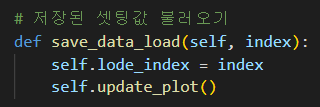 # 저장된 셋팅값 불러오기
def save_data_load(self, index):
    self.lode_index = index
    self.update_plot()